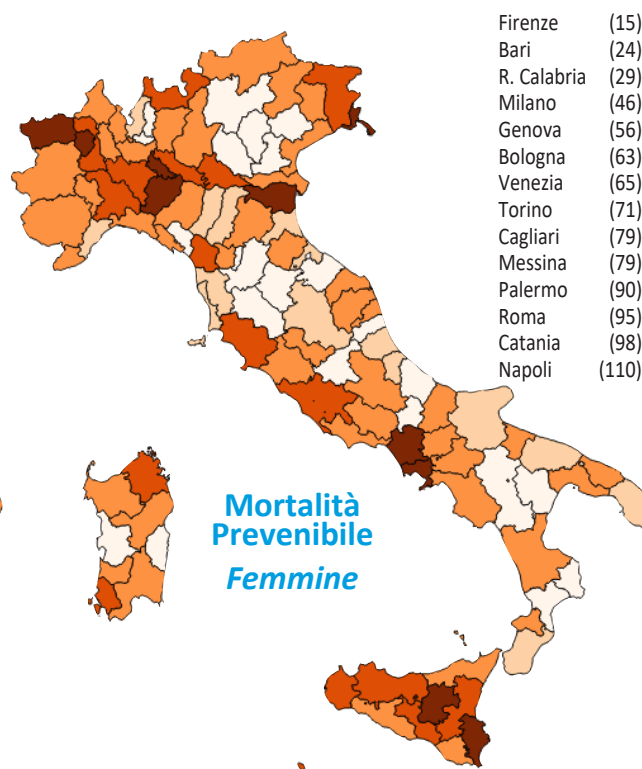 Firenze (15)
Bari (24)
R. Calabria (29)
Milano (46)
Genova (56)
Bologna (63)
Venezia (65)
Torino (71)
Cagliari (79)
Messina (79)
Palermo (90)
Roma (95)
Catania (98)
Napoli (110)
Mortalità
Prevenibile
Femmine